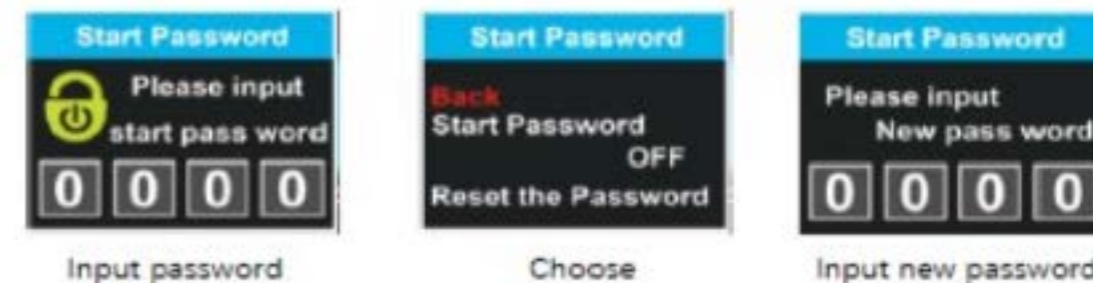 Start Password
Please input
start pass word
0 0 0 0
Input password
Start Password
Back
Start Password
OFF
Reset the Password
Choose
Start Password
Please input
New pass word
0 0 0 0
Input new password